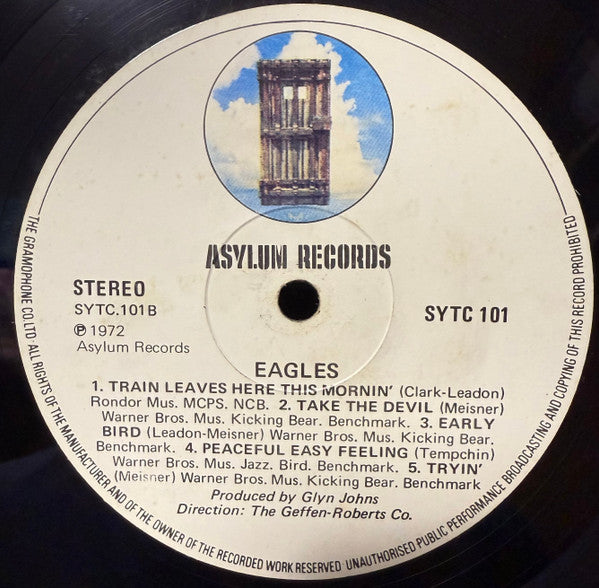 ASYLUM RECORDS
STEREO
SYTC.101B
SYTC 101
℗ 1972
Asylum Records
EAGLES
1. TRAIN LEAVES HERE THIS MORNIN' (Clark-Leadon)
Rondor Mus. MCPS. NCB. 2. TAKE THE DEVIL (Meisner)
Warner Bros. Mus. Kicking Bear. Benchmark. 3. EARLY
BIRD (Leadon-Meisner) Warner Bros. Mus. Kicking Bear.
Benchmark. 4. PEACEFUL EASY FEELING (Tempchin)
Warner Bros. Mus. Jazz. Bird. Benchmark. 5. TRYIN'
(Meisner) Warner Bros. Mus. Kicking Bear. Benchmark
Produced by Glyn Johns
Direction: The Geffen-Roberts Co.
THE GRAMOPHONE CO.LTD·ALL RIGHTS OF THE MANUFACTURER AND OF THE OWNER OF THE RECORDED WORK RESERVED·UNAUTHORISED PUBLIC PERFORMANCE BROADCASTING AND COPYING OF THIS RECORD PROHIBITED